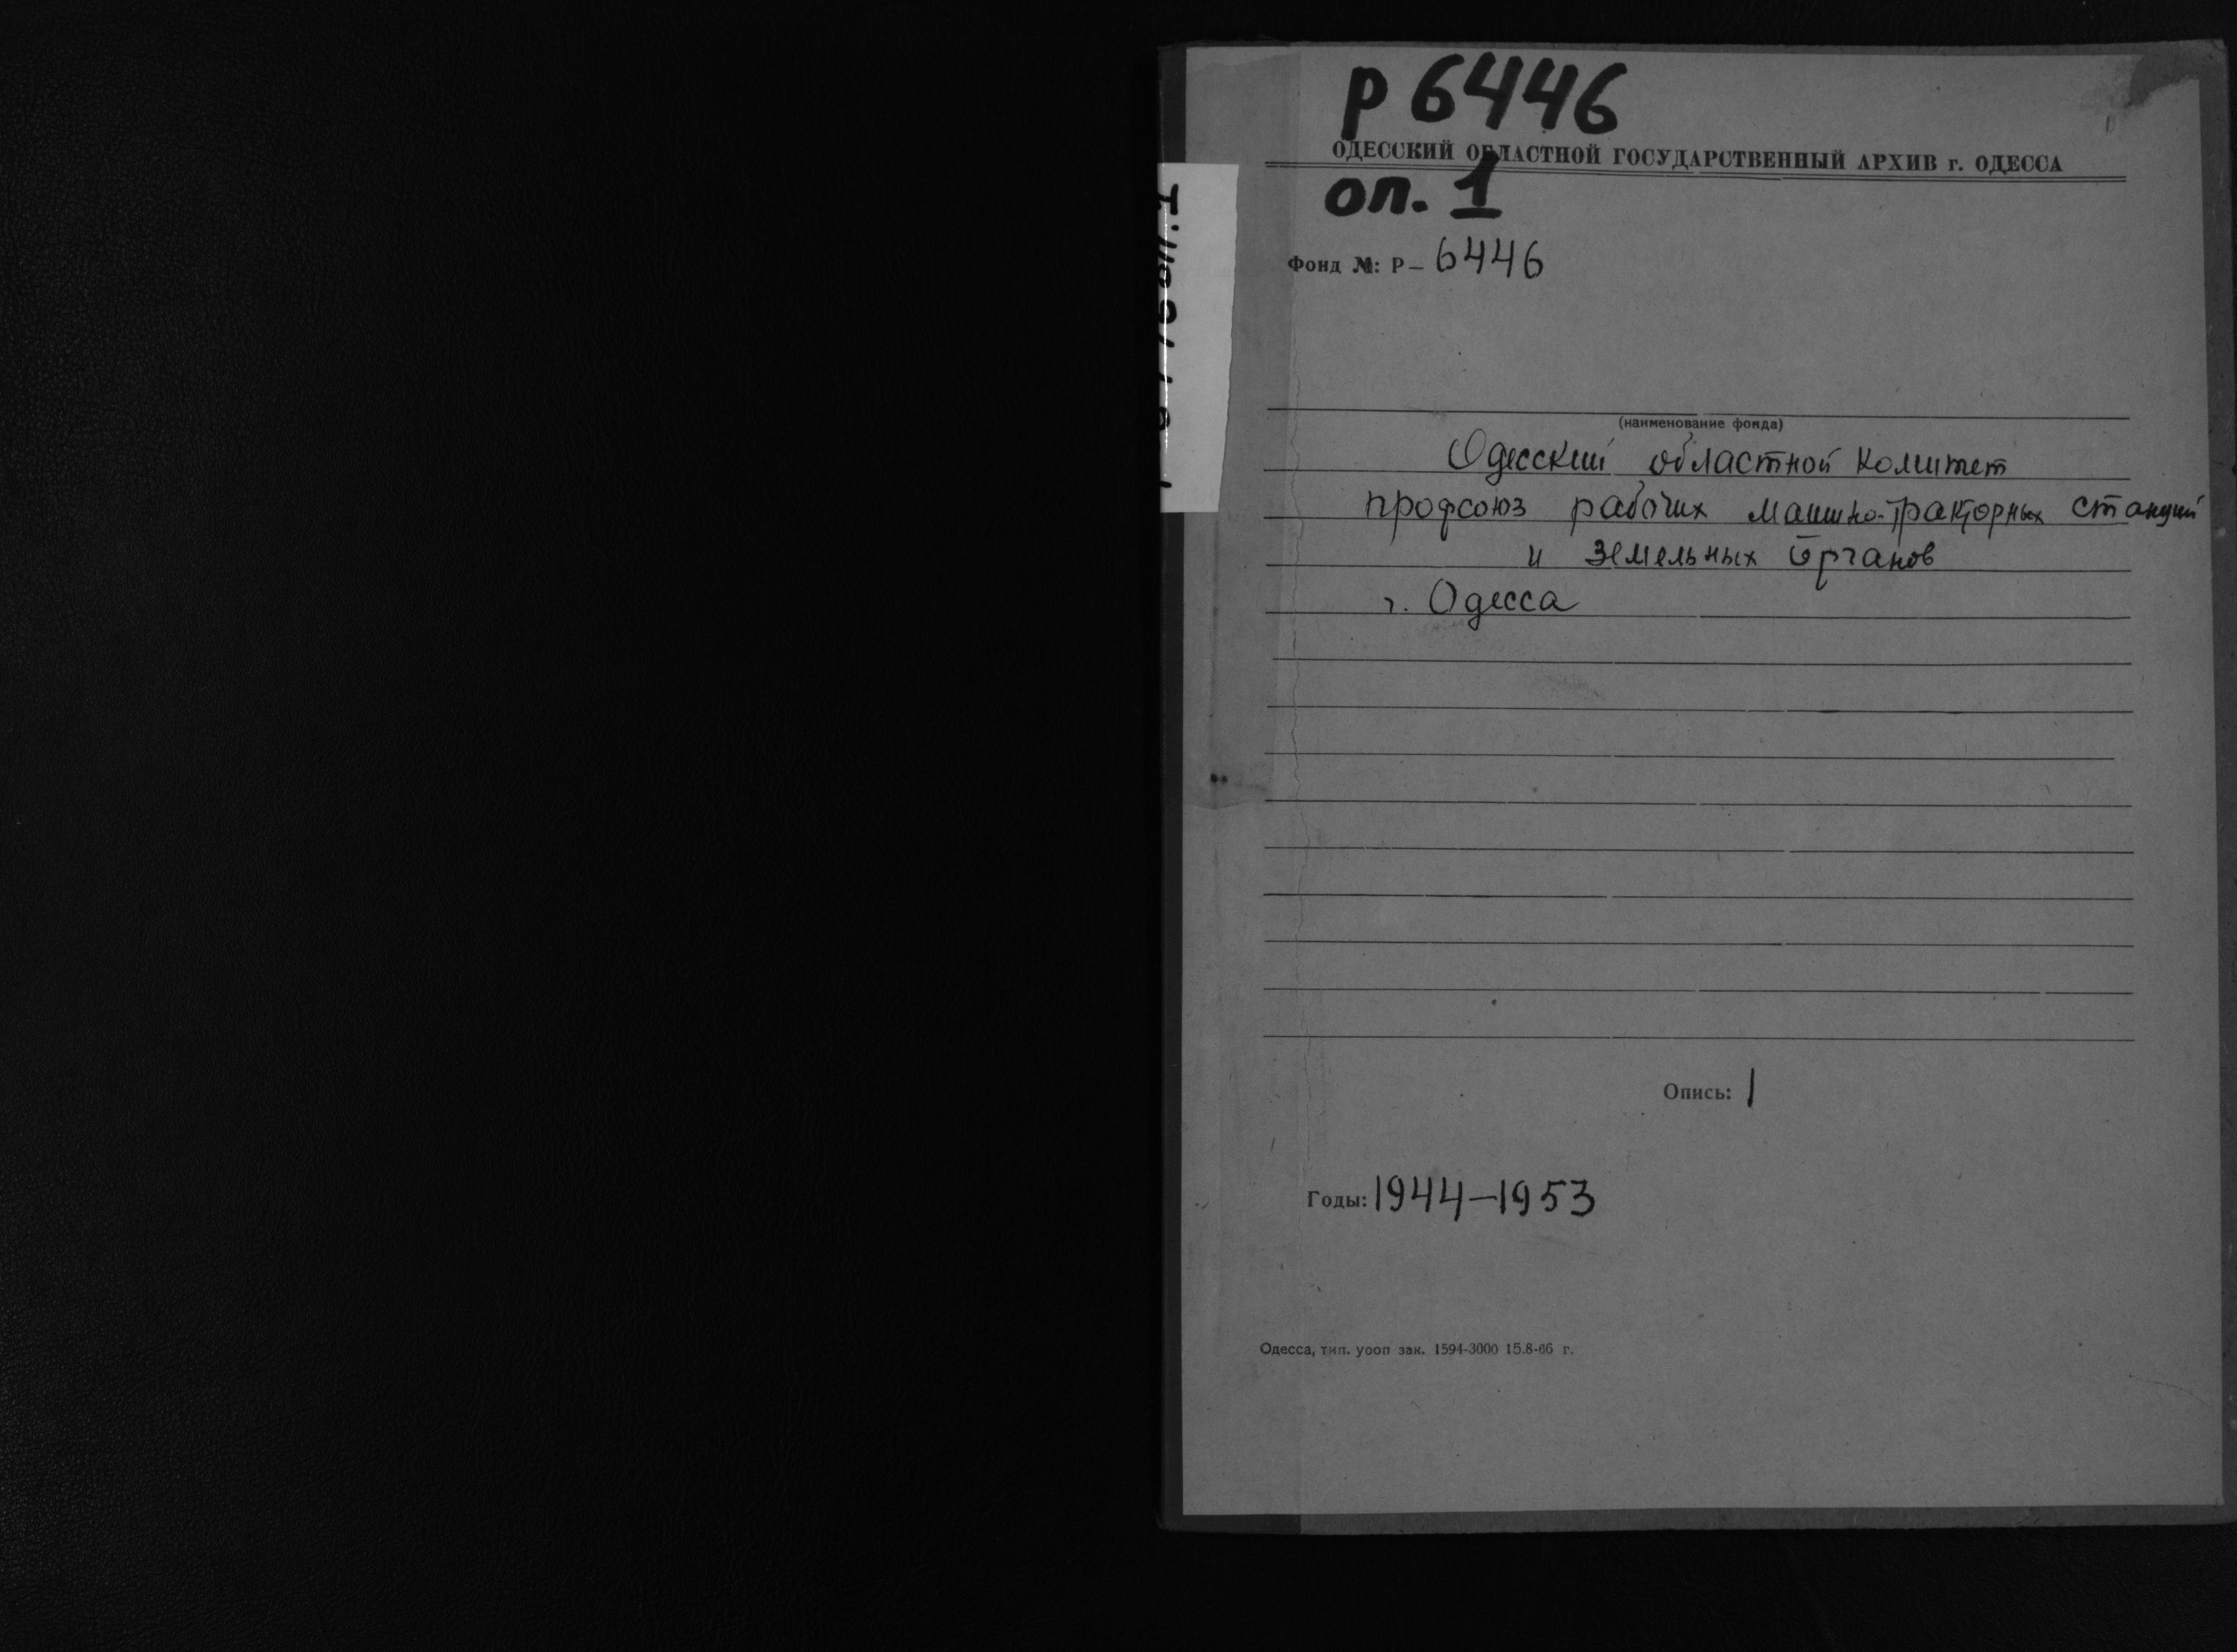 Р 6446
ОДЕССКИЙ ОБЛАСТНОЙ ГОСУДАРСТВЕННЫЙ АРХИВ г. ОДЕССА
оп. 1
Фонд №: Р – 6446
(наименование фонда)
Одесский областной комитет
профсоюз рабочих машино-тракторных станций
и земельных органов
г. Одесса
Опись: 1
Годы: 1944–1953
Одесса, тип. уооп зак. 1594-3000 15.8-66 г.